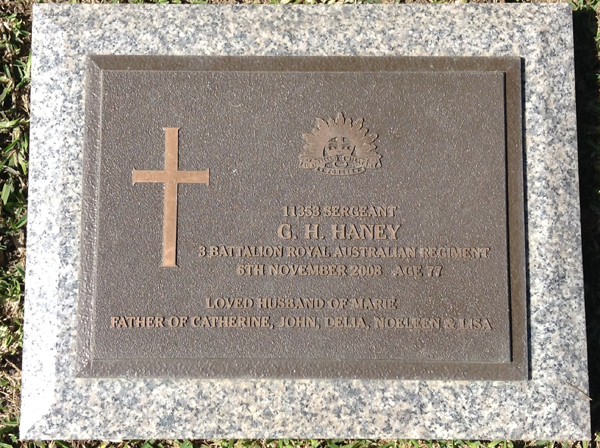 11353 SERGEANT
G. H. HANEY
3 BATTALION ROYAL AUSTRALIAN REGIMENT
6TH NOVEMBER 2008 AGE 77
LOVED HUSBAND OF MARIE
FATHER OF CATHERINE, JOHN, DELIA, NOELEEN & LISA